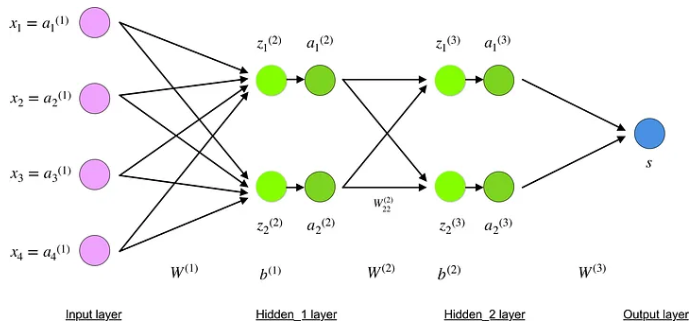 x₁ = a₁⁽¹⁾
x₂ = a₂⁽¹⁾
x₃ = a₃⁽¹⁾
x₄ = a₄⁽¹⁾
z₁⁽²⁾ a₁⁽²⁾
z₂⁽²⁾ a₂⁽²⁾
z₁⁽³⁾ a₁⁽³⁾
z₂⁽³⁾ a₂⁽³⁾
W₂₂⁽²⁾
s
W⁽¹⁾ b⁽¹⁾ W⁽²⁾ b⁽²⁾ W⁽³⁾
Input layer Hidden_1 layer Hidden_2 layer Output layer